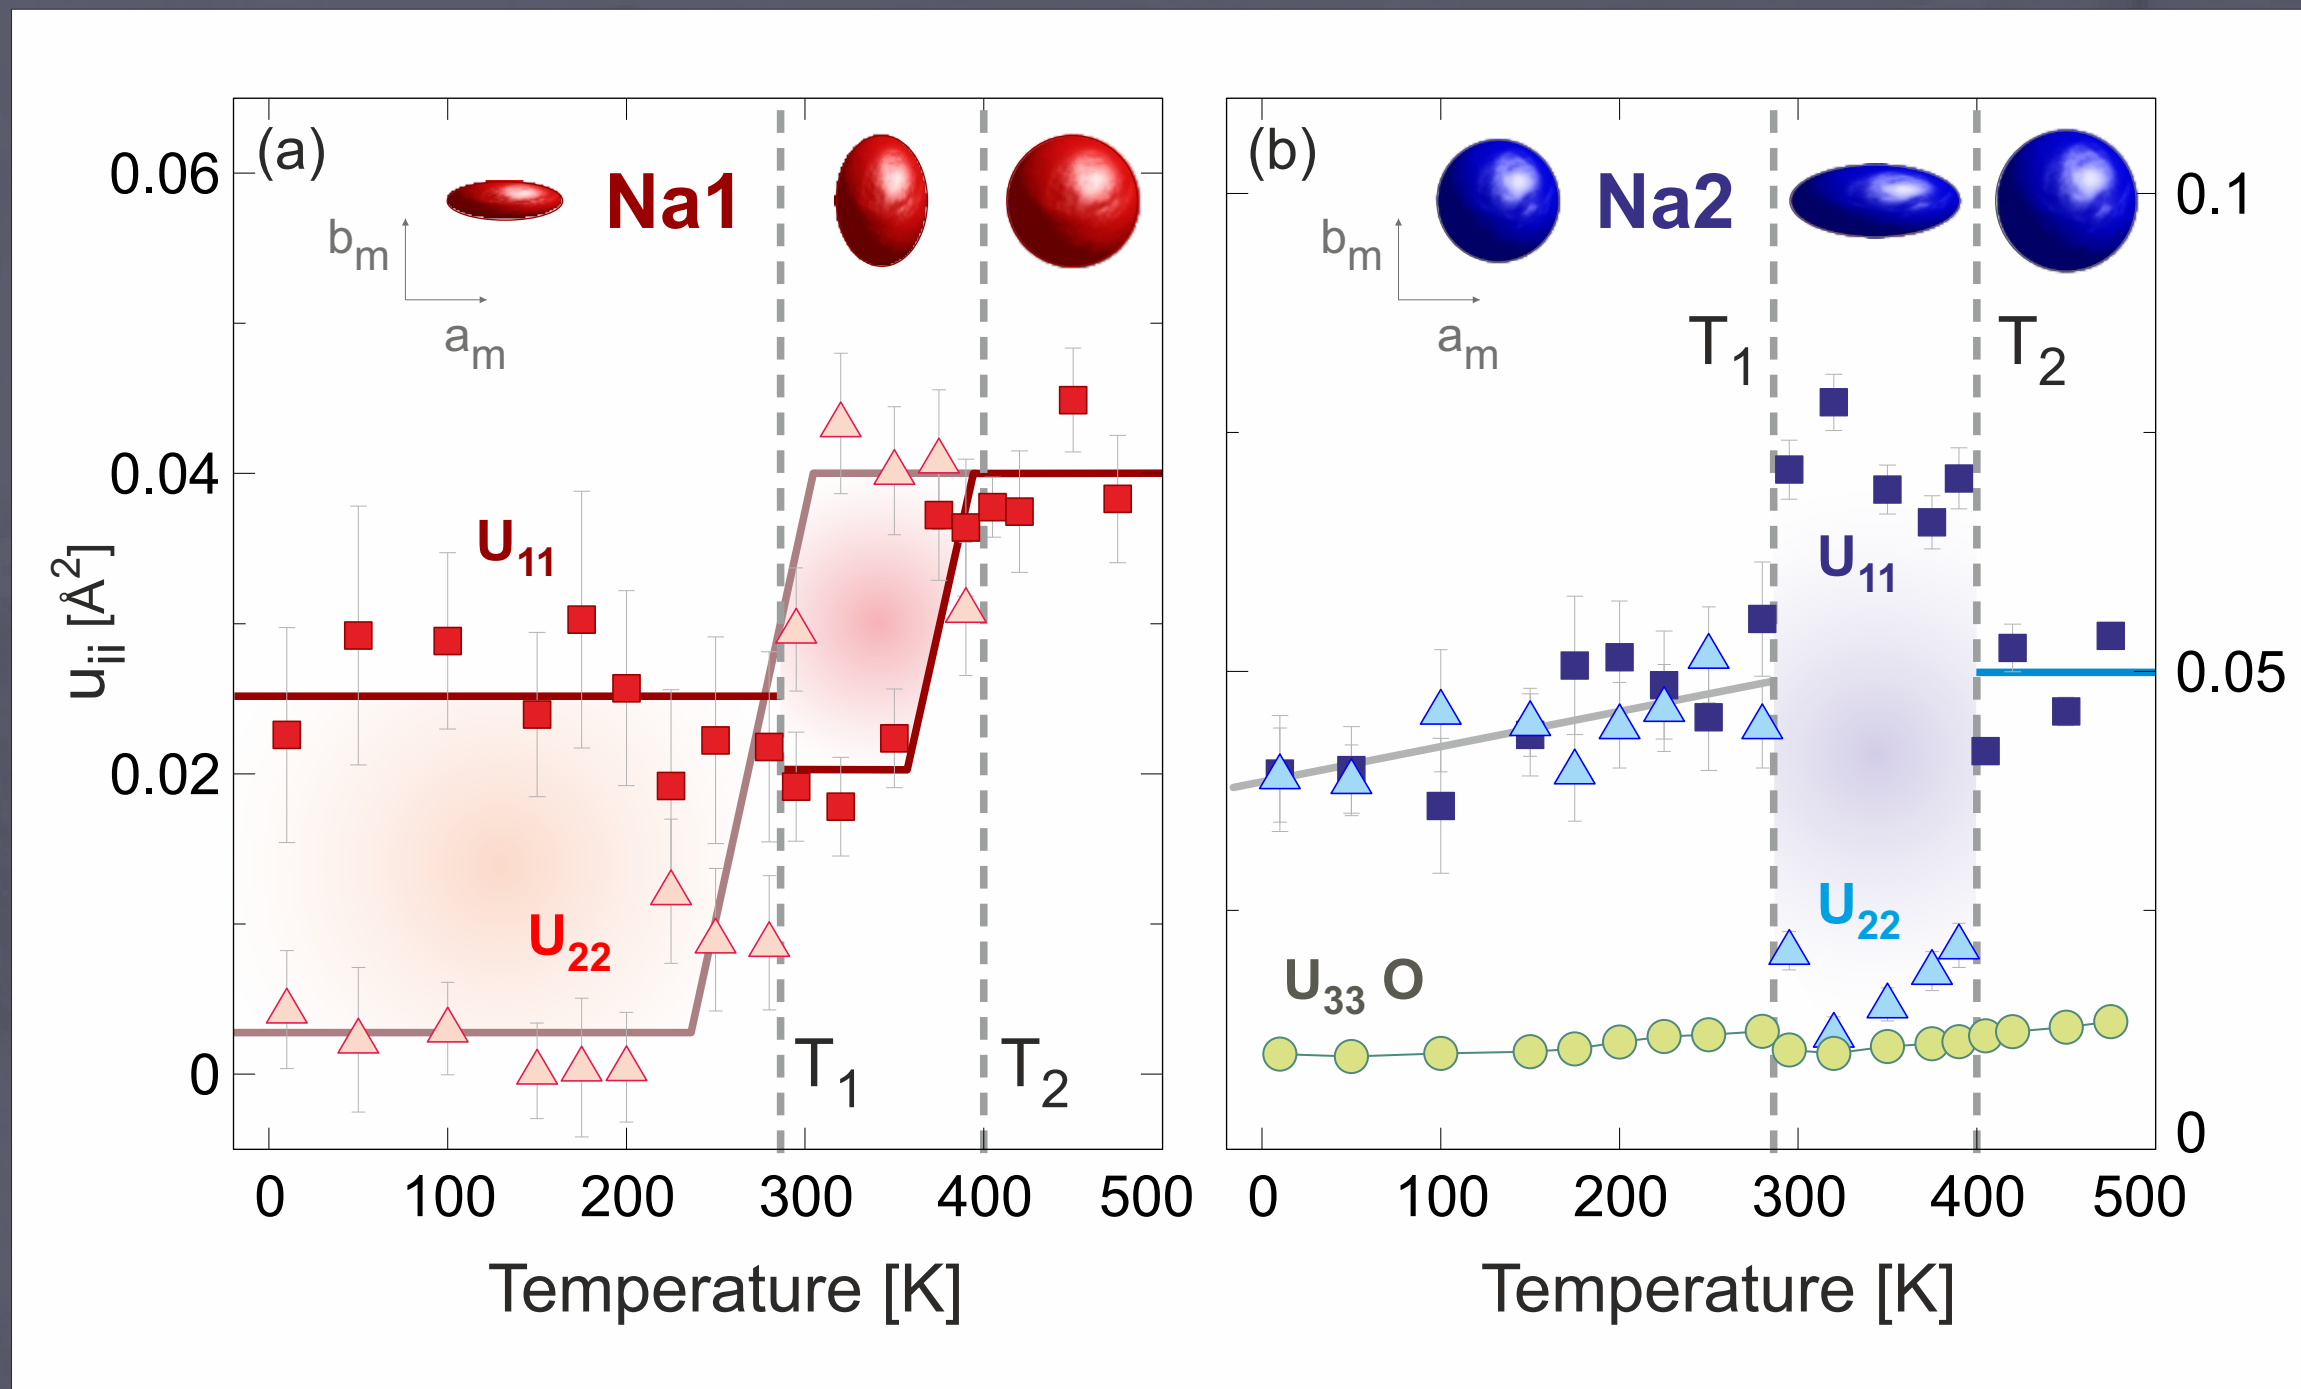 (a)
Na1
b_m
a_m
U_11
U_22
T_1
T_2
0.06
0.04
0.02
0
u_ii [Å^2]
0 100 200 300 400 500
Temperature [K]
(b)
Na2
b_m
a_m
T_1
T_2
U_11
U_22
U_33 O
0.1
0.05
0
0 100 200 300 400 500
Temperature [K]